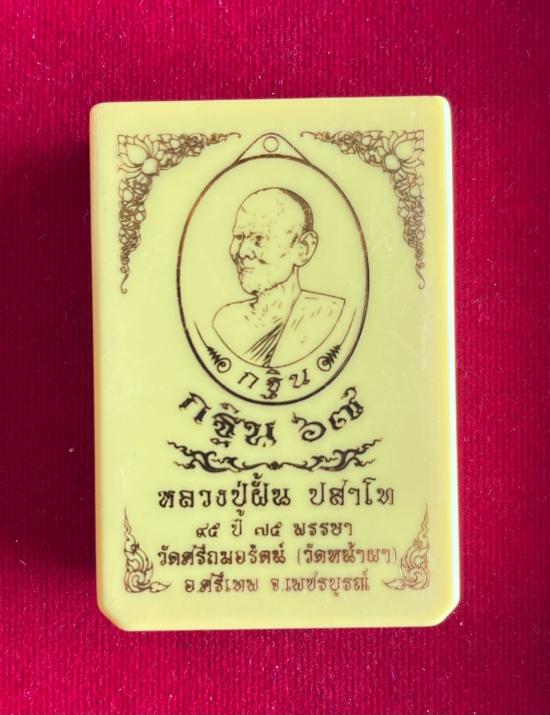 กฐิน
กฐิน ๖๗
หลวงปู่ฝั้น ปสาโท
๙๕ ปี ๗๕ พรรษา
วัดศรีถมอรัตน์ (วัดหน้าผา)
อ.ศรีเทพ จ.เพชรบูรณ์